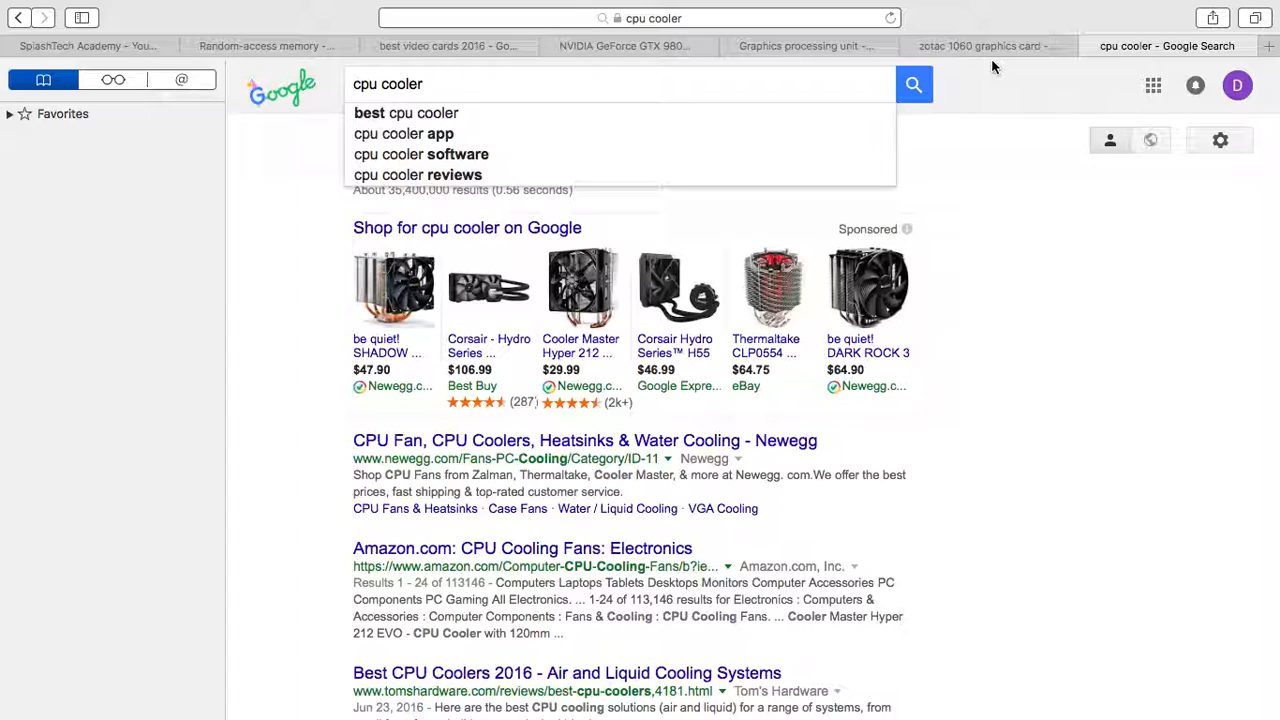 cpu cooler
SplashTech Academy - You...
Random-access memory - ...
best video cards 2016 - Go...
NVIDIA GeForce GTX 980...
Graphics processing unit -...
zotac 1060 graphics card - ...
cpu cooler - Google Search
Favorites
Google
cpu cooler
D
best cpu cooler
cpu cooler app
cpu cooler software
cpu cooler reviews
About 35,400,000 results (0.56 seconds)
Shop for cpu cooler on Google
Sponsored
be quiet! SHADOW ...
$47.90
Newegg.c...
Corsair - Hydro Series ...
$106.99
Best Buy
(287)
Cooler Master Hyper 212 ...
$29.99
Newegg.c...
(2k+)
Corsair Hydro Series™ H55
$46.99
Google Expre...
Thermaltake CLP0554 ...
$64.75
eBay
be quiet! DARK ROCK 3
$64.90
Newegg.c...
CPU Fan, CPU Coolers, Heatsinks & Water Cooling - Newegg
www.newegg.com/Fans-PC-Cooling/Category/ID-11 Newegg
Shop CPU Fans from Zalman, Thermaltake, Cooler Master, & more at Newegg. com.We offer the best
prices, fast shipping & top-rated customer service.
CPU Fans & Heatsinks · Case Fans · Water / Liquid Cooling · VGA Cooling
Amazon.com: CPU Cooling Fans: Electronics
https://www.amazon.com/Computer-CPU-Cooling-Fans/b?ie... Amazon.com, Inc.
Results 1 - 24 of 113146 - Computers Laptops Tablets Desktops Monitors Computer Accessories PC
Components PC Gaming All Electronics. ... 1-24 of 113,146 results for Electronics : Computers &
Accessories : Computer Components : Fans & Cooling : CPU Cooling Fans. ... Cooler Master Hyper
212 EVO - CPU Cooler with 120mm ...
Best CPU Coolers 2016 - Air and Liquid Cooling Systems
www.tomshardware.com/reviews/best-cpu-coolers,4181.html Tom's Hardware
Jun 23, 2016 - Here are the best CPU cooling solutions (air and liquid) for a range of systems, from